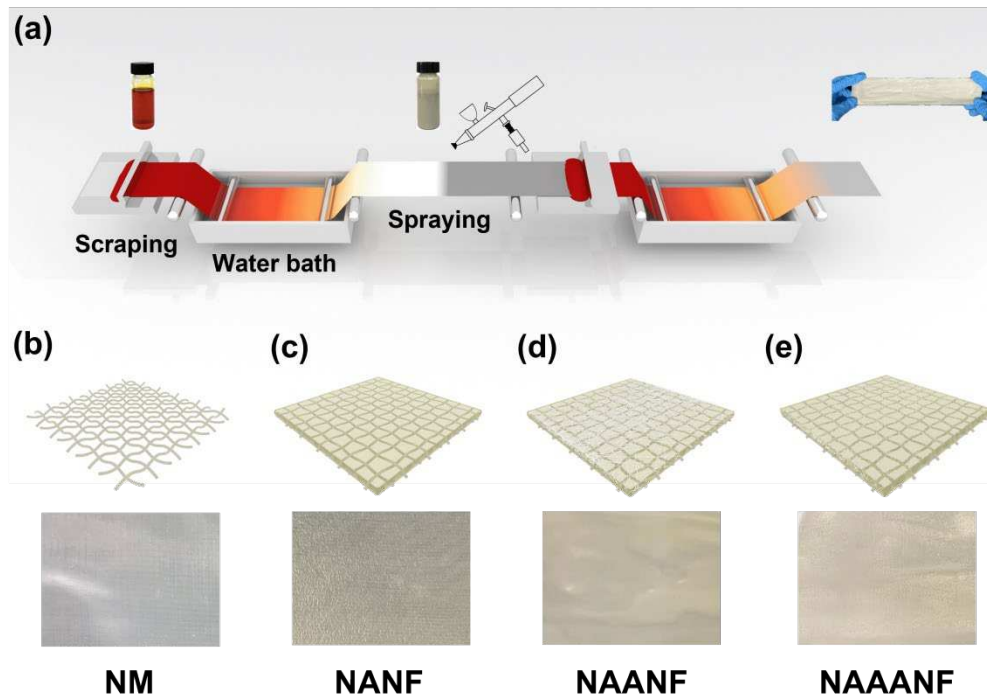 (a)
Scraping
Water bath
Spraying
(b)
(c)
(d)
(e)
NM
NANF
NAANF
NAAANF